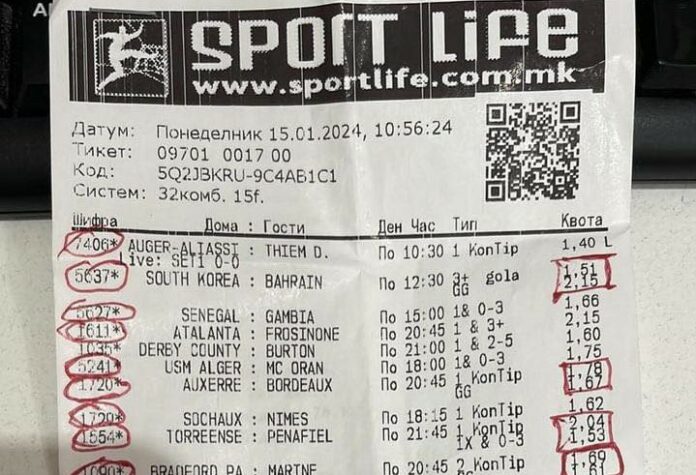 SPORT LIFE
www.sportlife.com.mk
Датум: Понеделник 15.01.2024, 10:56:24
Тикет: 09701 0017 00
Код: 5Q2JBKRU-9C4AB1C1
Систем: 32комб. 15f.
Шифра Дома : Гости Ден Час Тип Квота
7406* AUGER-ALIASSI : THIEM D. По 10:30 1 KonTip 1,40 L
Live: SET1 0-0
5637* SOUTH KOREA : BAHRAIN По 12:30 3+ gola 1,51
GG 2,15
5627* SENEGAL : GAMBIA По 15:00 1& 0-3 1,66
1611* ATALANTA : FROSINONE По 20:45 1 & 3+ 2,15
1035* DERBY COUNTY : BURTON По 21:00 1 & 2-5 1,60
5241* USM ALGER : MC ORAN По 18:00 1& 0-3 1,75
1720* AUXERRE : BORDEAUX По 20:45 1 KonTip 1,78
GG 1,67
1729* SOCHAUX : NIMES По 18:15 1 KonTip 1,62
1554* TORREENSE : PENAFIEL По 21:45 1 KonTip 2,04
1X & 0-3 1,53
1090* BRADFORD PA : MARINE По 20:45 2 KonTip 1,69